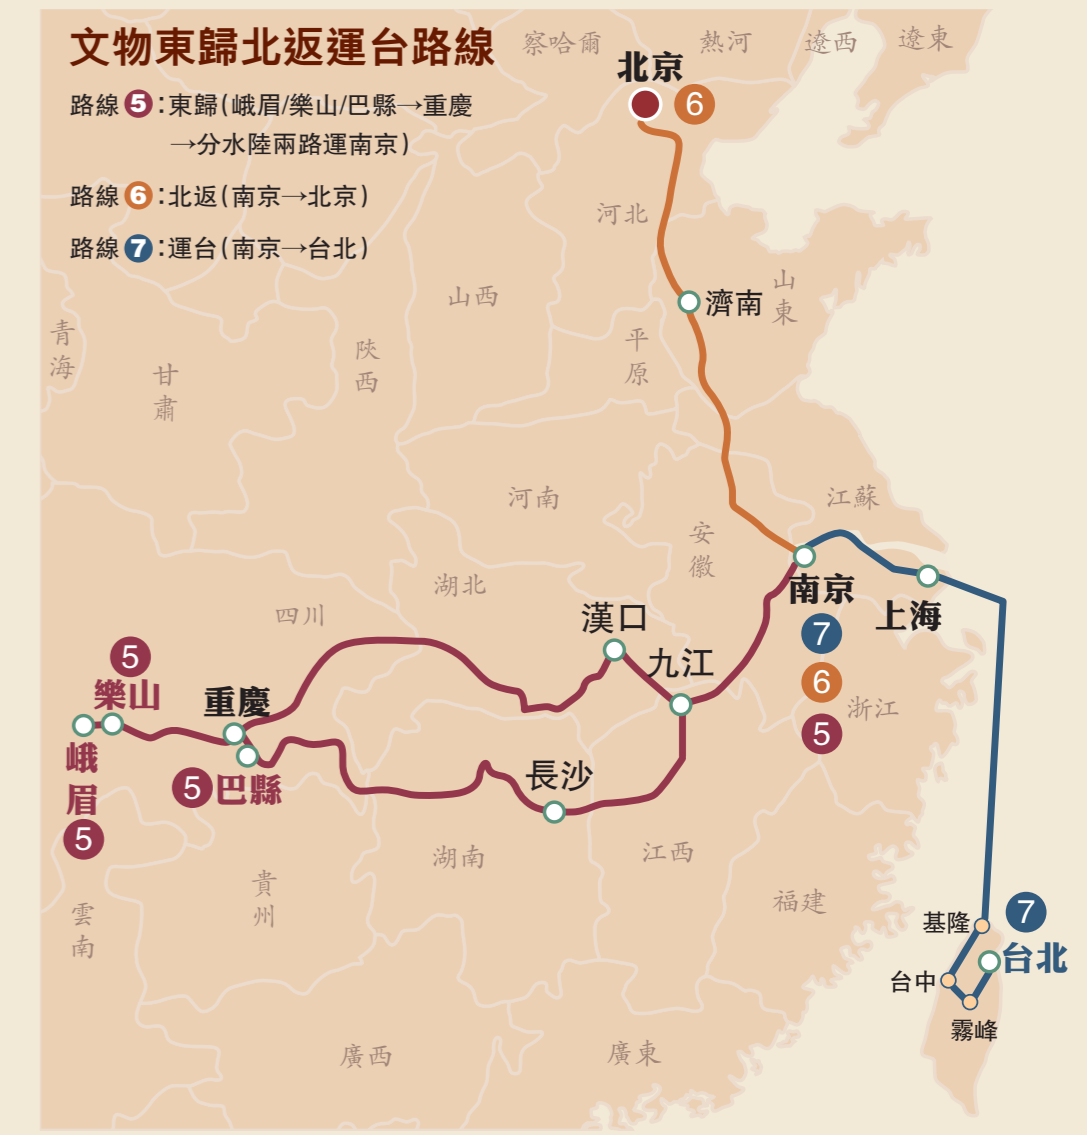 文物東歸北返運台路線
路線5：東歸(峨眉/樂山/巴縣→重慶
→分水陸兩路運南京)
路線6：北返(南京→北京)
路線7：運台(南京→台北)
察哈爾
熱河
遼西
遼東
北京
6
河北
山西
濟南
山東
平原
青海
甘肅
陝西
河南
江蘇
安徽
湖北
四川
南京
7
6
5
上海
漢口
九江
浙江
5
樂山
重慶
峨眉
5
5 巴縣
長沙
湖南
江西
貴州
雲南
福建
7
基隆
台北
台中
霧峰
廣西
廣東